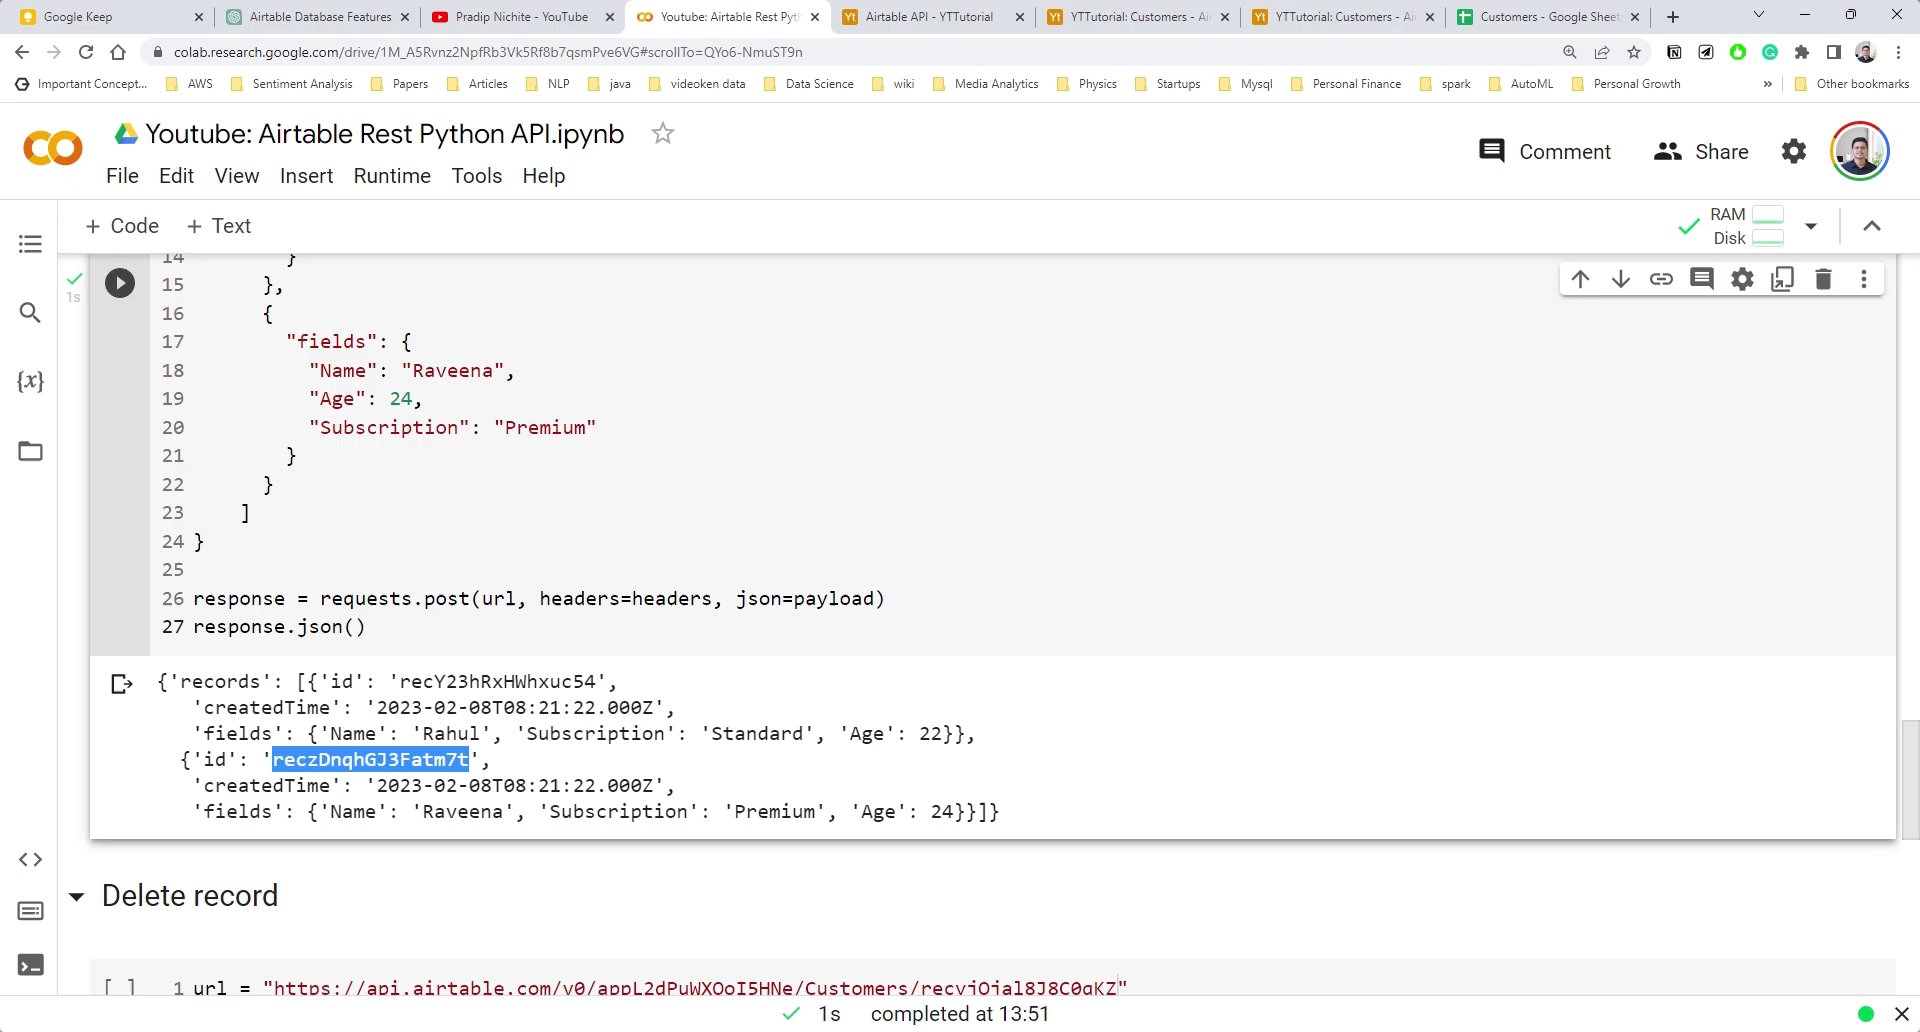 Google Keep
Airtable Database Features
Pradip Nichite - YouTube
Youtube: Airtable Rest Pyth
Airtable API - YTTutorial
YTTutorial: Customers - Ai
YTTutorial: Customers - Ai
Customers - Google Sheet
colab.research.google.com/drive/1M_A5Rvnz2NpfRb3Vk5Rf8b7qsmPve6VG#scrollTo=QYo6-NmuST9n
Important Concept...
AWS
Sentiment Analysis
Papers
Articles
NLP
java
videoken data
Data Science
wiki
Media Analytics
Physics
Startups
Mysql
Personal Finance
spark
AutoML
Personal Growth
»
Other bookmarks
Youtube: Airtable Rest Python API.ipynb
Comment
Share
File Edit View Insert Runtime Tools Help
+ Code + Text
RAM
Disk
1s
14 }
15 },
16 {
17 "fields": {
18 "Name": "Raveena",
19 "Age": 24,
20 "Subscription": "Premium"
21 }
22 }
23 ]
24 }
25
26 response = requests.post(url, headers=headers, json=payload)
27 response.json()
{'records': [{'id': 'recY23hRxHWhxuc54',
'createdTime': '2023-02-08T08:21:22.000Z',
'fields': {'Name': 'Rahul', 'Subscription': 'Standard', 'Age': 22}},
{'id': 'reczDnqhGJ3Fatm7t',
'createdTime': '2023-02-08T08:21:22.000Z',
'fields': {'Name': 'Raveena', 'Subscription': 'Premium', 'Age': 24}}]}
Delete record
[ ] 1 url = "https://api.airtable.com/v0/appL2dPuWXOoI5HNe/Customers/recvjOjal8J8C0qKZ"
1s completed at 13:51